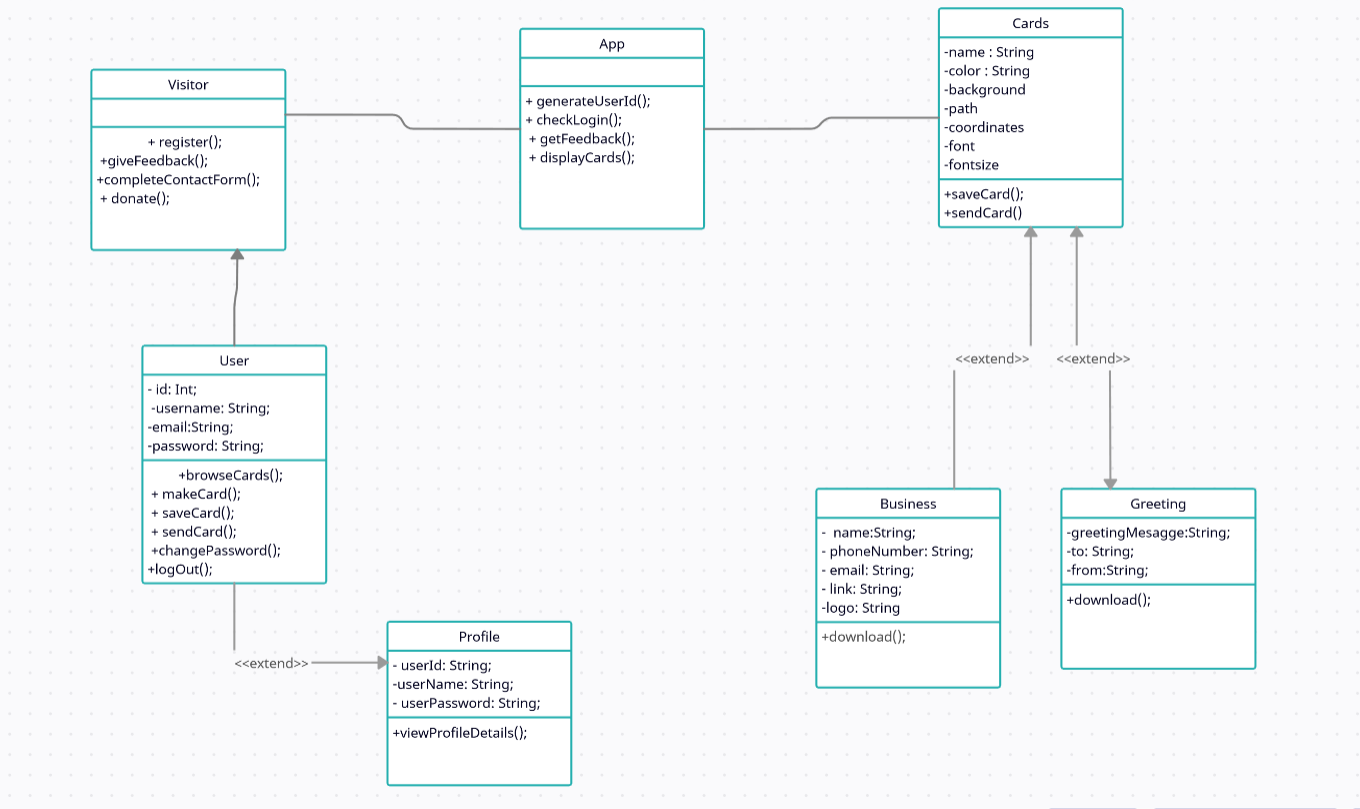 Visitor
+ register();
+giveFeedback();
+completeContactForm();
+ donate();
App
+ generateUserId();
+ checkLogin();
+ getFeedback();
+ displayCards();
Cards
-name : String
-color : String
-background
-path
-coordinates
-font
-fontsize
+saveCard();
+sendCard()
User
- id: Int;
-username: String;
-email:String;
-password: String;
+browseCards();
+ makeCard();
+ saveCard();
+ sendCard();
+changePassword();
+logOut();
<<extend>>
Profile
- userId: String;
-userName: String;
- userPassword: String;
+viewProfileDetails();
<<extend>>
<<extend>>
Business
- name:String;
- phoneNumber: String;
- email: String;
- link: String;
-logo: String
+download();
Greeting
-greetingMesagge:String;
-to: String;
-from:String;
+download();